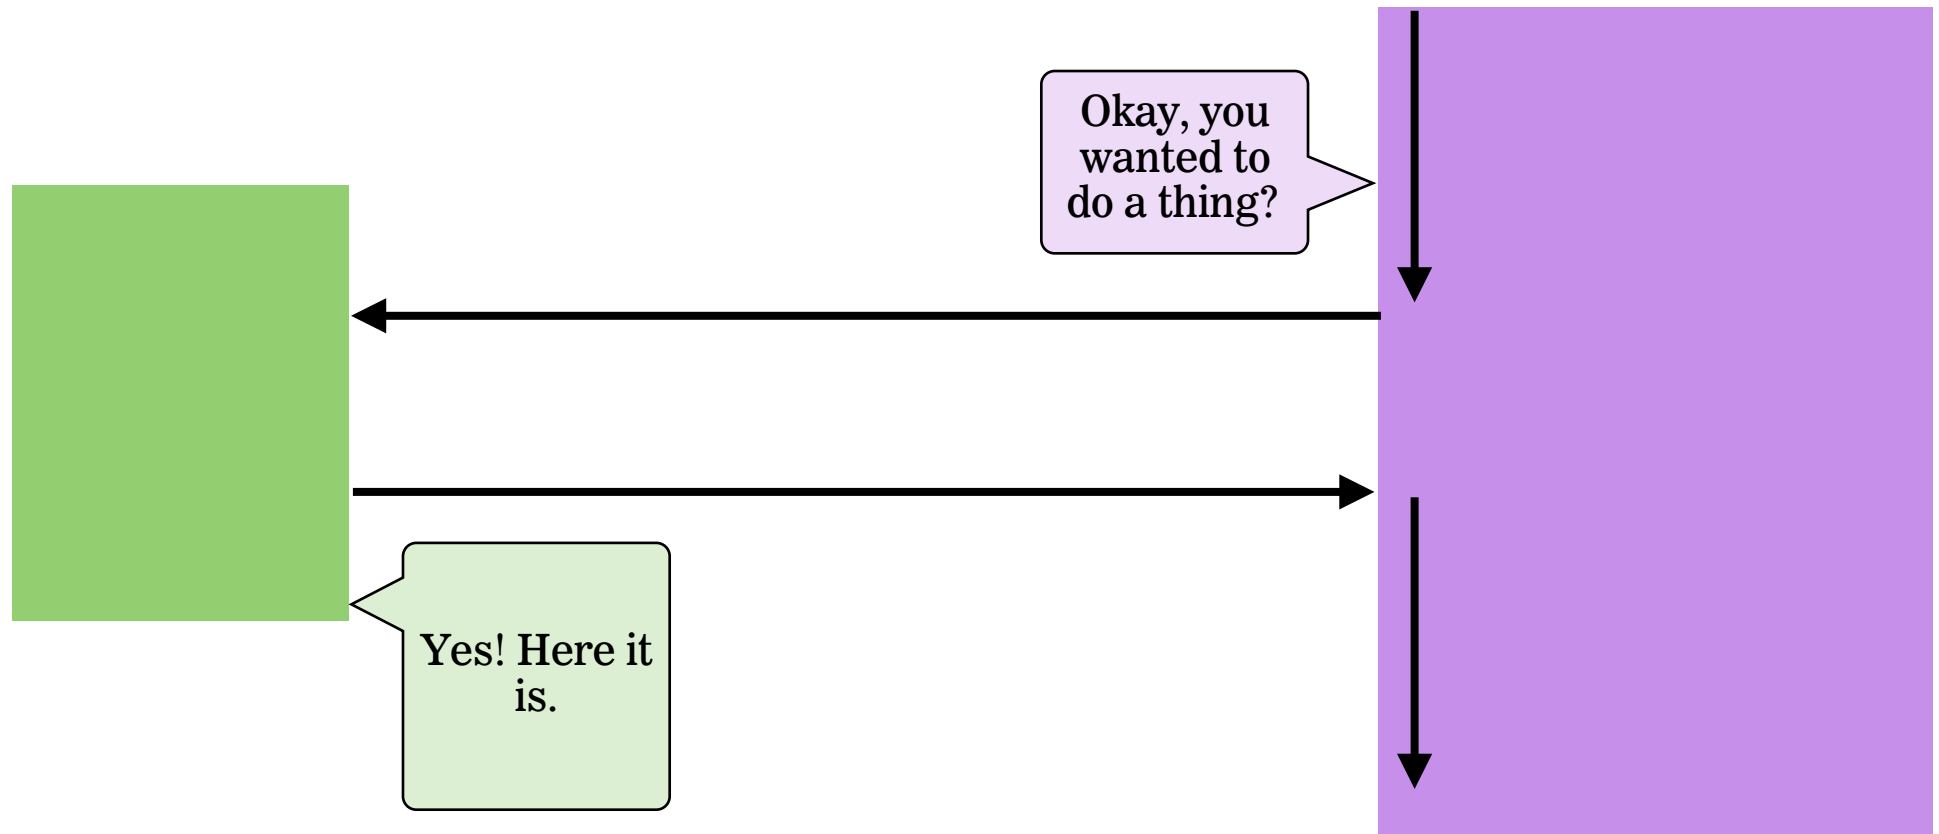 Okay, you
wanted to
do a thing?
Yes! Here it
is.